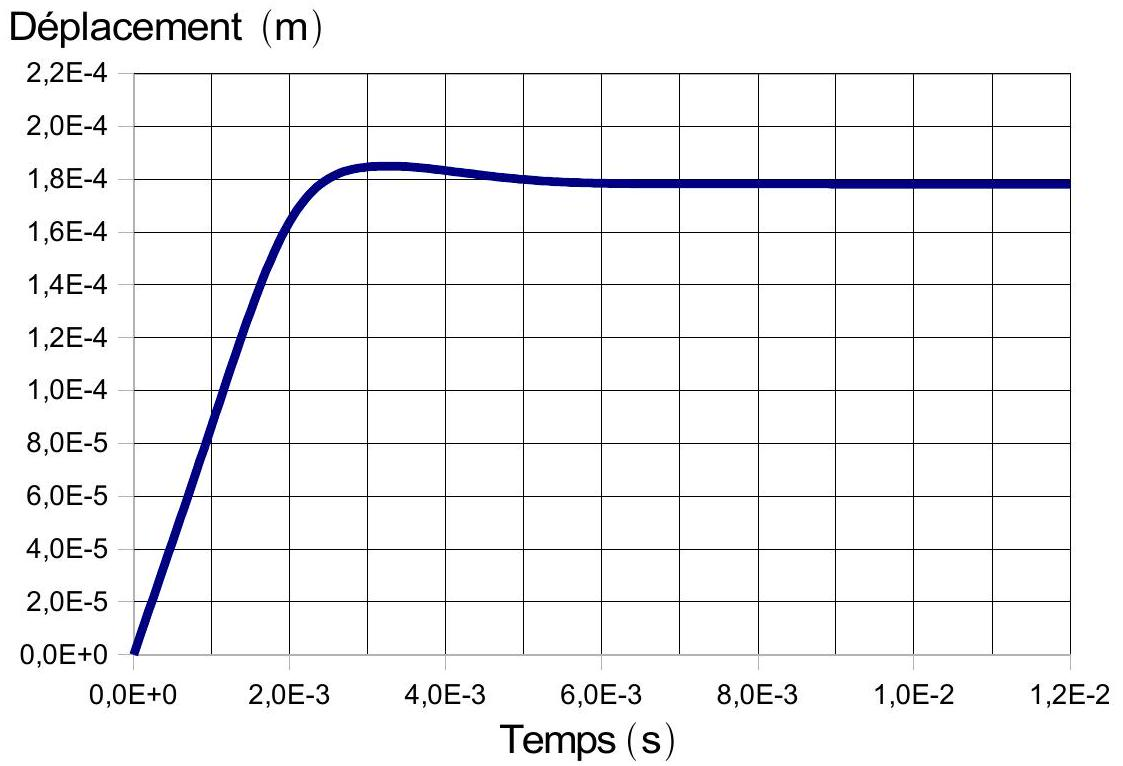 Déplacement (m)
2,2E-4
2,0E-4
1,8E-4
1,6E-4
1,4E-4
1,2E-4
1,0E-4
8,0E-5
6,0E-5
4,0E-5
2,0E-5
0,0E+0
0,0E+0 2,0E-3 4,0E-3 6,0E-3 8,0E-3 1,0E-2 1,2E-2
Temps (s)